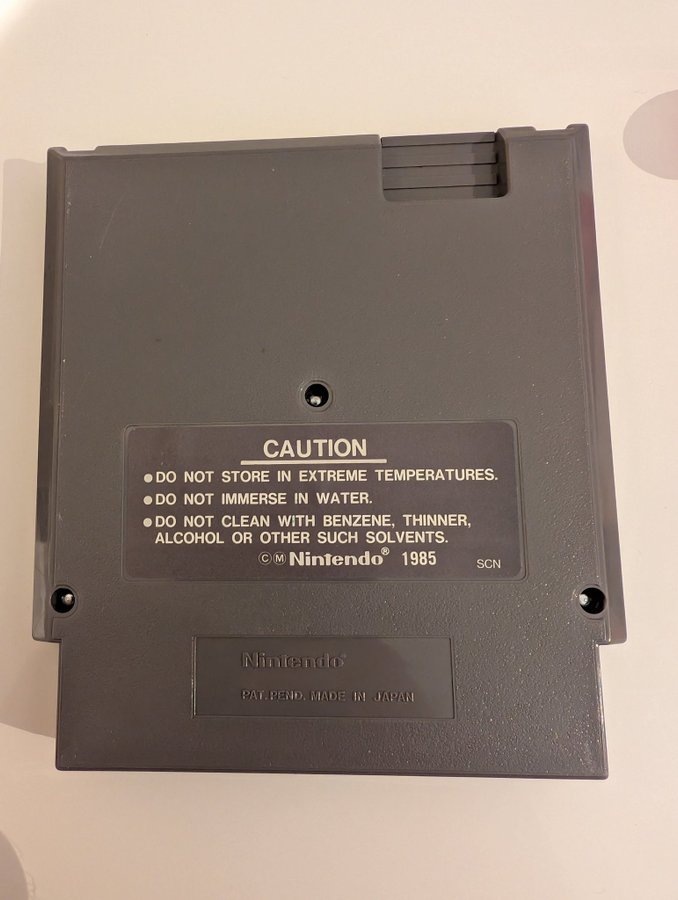 CAUTION
●DO NOT STORE IN EXTREME TEMPERATURES.
●DO NOT IMMERSE IN WATER.
●DO NOT CLEAN WITH BENZENE, THINNER,
ALCOHOL OR OTHER SUCH SOLVENTS.
ⒸⓂNintendo® 1985 SCN
Nintendo®
PAT.PEND. MADE IN JAPAN